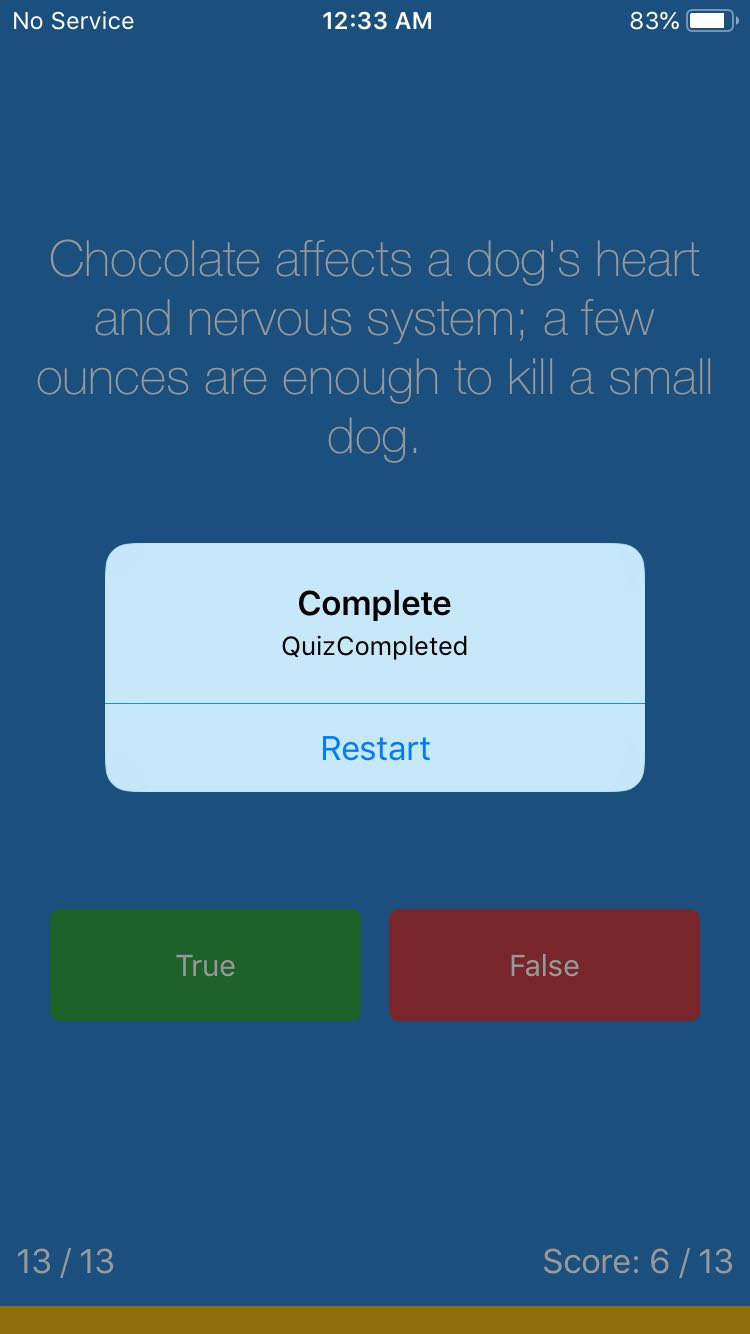 No Service 12:33 AM 83%
Chocolate affects a dog's heart
and nervous system; a few
ounces are enough to kill a small
dog.
Complete
QuizCompleted
Restart
True False
13 / 13 Score: 6 / 13